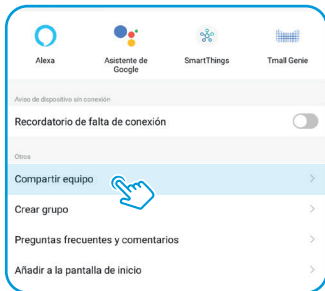 Alexa
Asistente de
Google
SmartThings
Tmall Genie
Aviso de dispositivo sin conexión
Recordatorio de falta de conexión
Otros
Compartir equipo
Crear grupo
Preguntas frecuentes y comentarios
Añadir a la pantalla de inicio